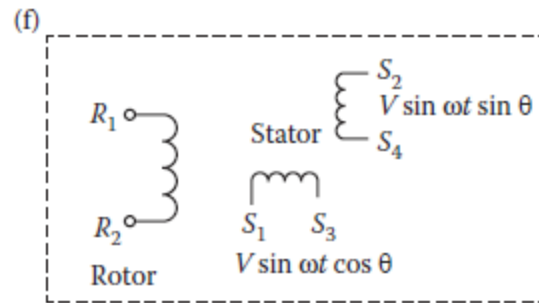 (f)
S₂
R₁
V sin ωt sin θ
Stator
S₄
R₂
S₁ S₃
V sin ωt cos θ
Rotor